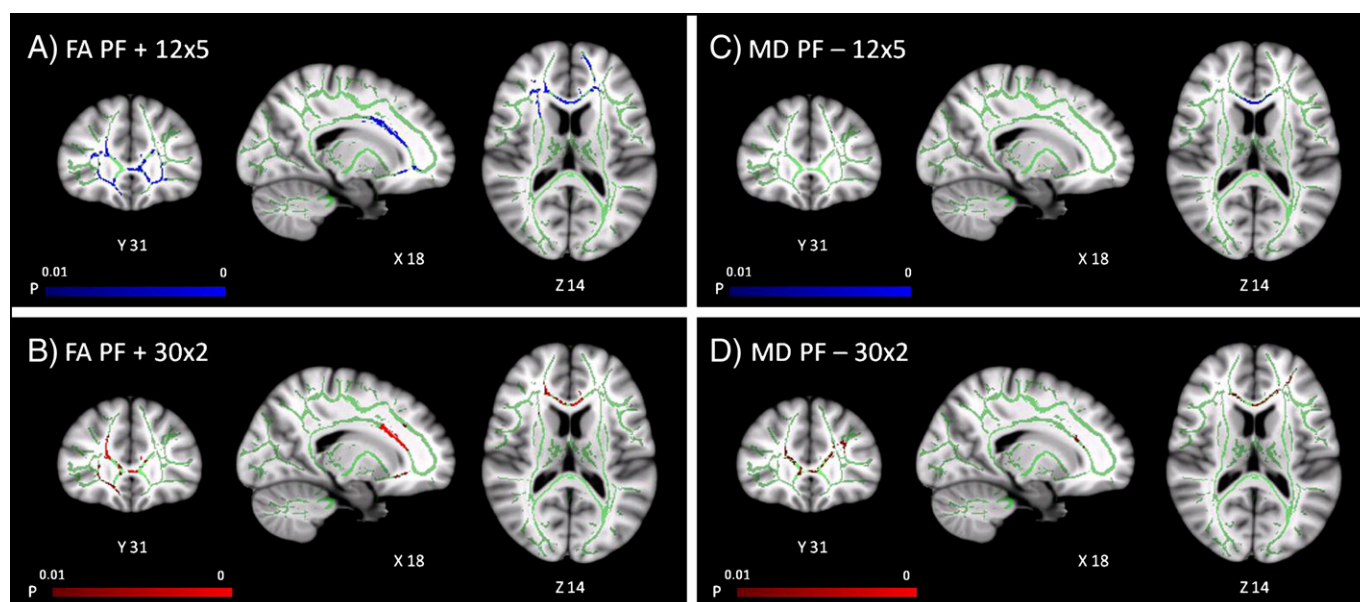 A) FA PF + 12x5
Y 31
X 18
Z 14
0.01 0
P
C) MD PF – 12x5
Y 31
X 18
Z 14
0.01 0
P
B) FA PF + 30x2
Y 31
X 18
Z 14
0.01 0
P
D) MD PF – 30x2
Y 31
X 18
Z 14
0.01 0
P